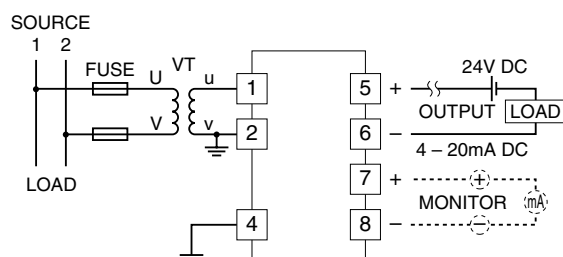 SOURCE
1 2
FUSE U VT u 1 5 + 24V DC
OUTPUT LOAD
V v 2 6 −
4 – 20mA DC
7 +
LOAD MONITOR + mA
4 8 − −